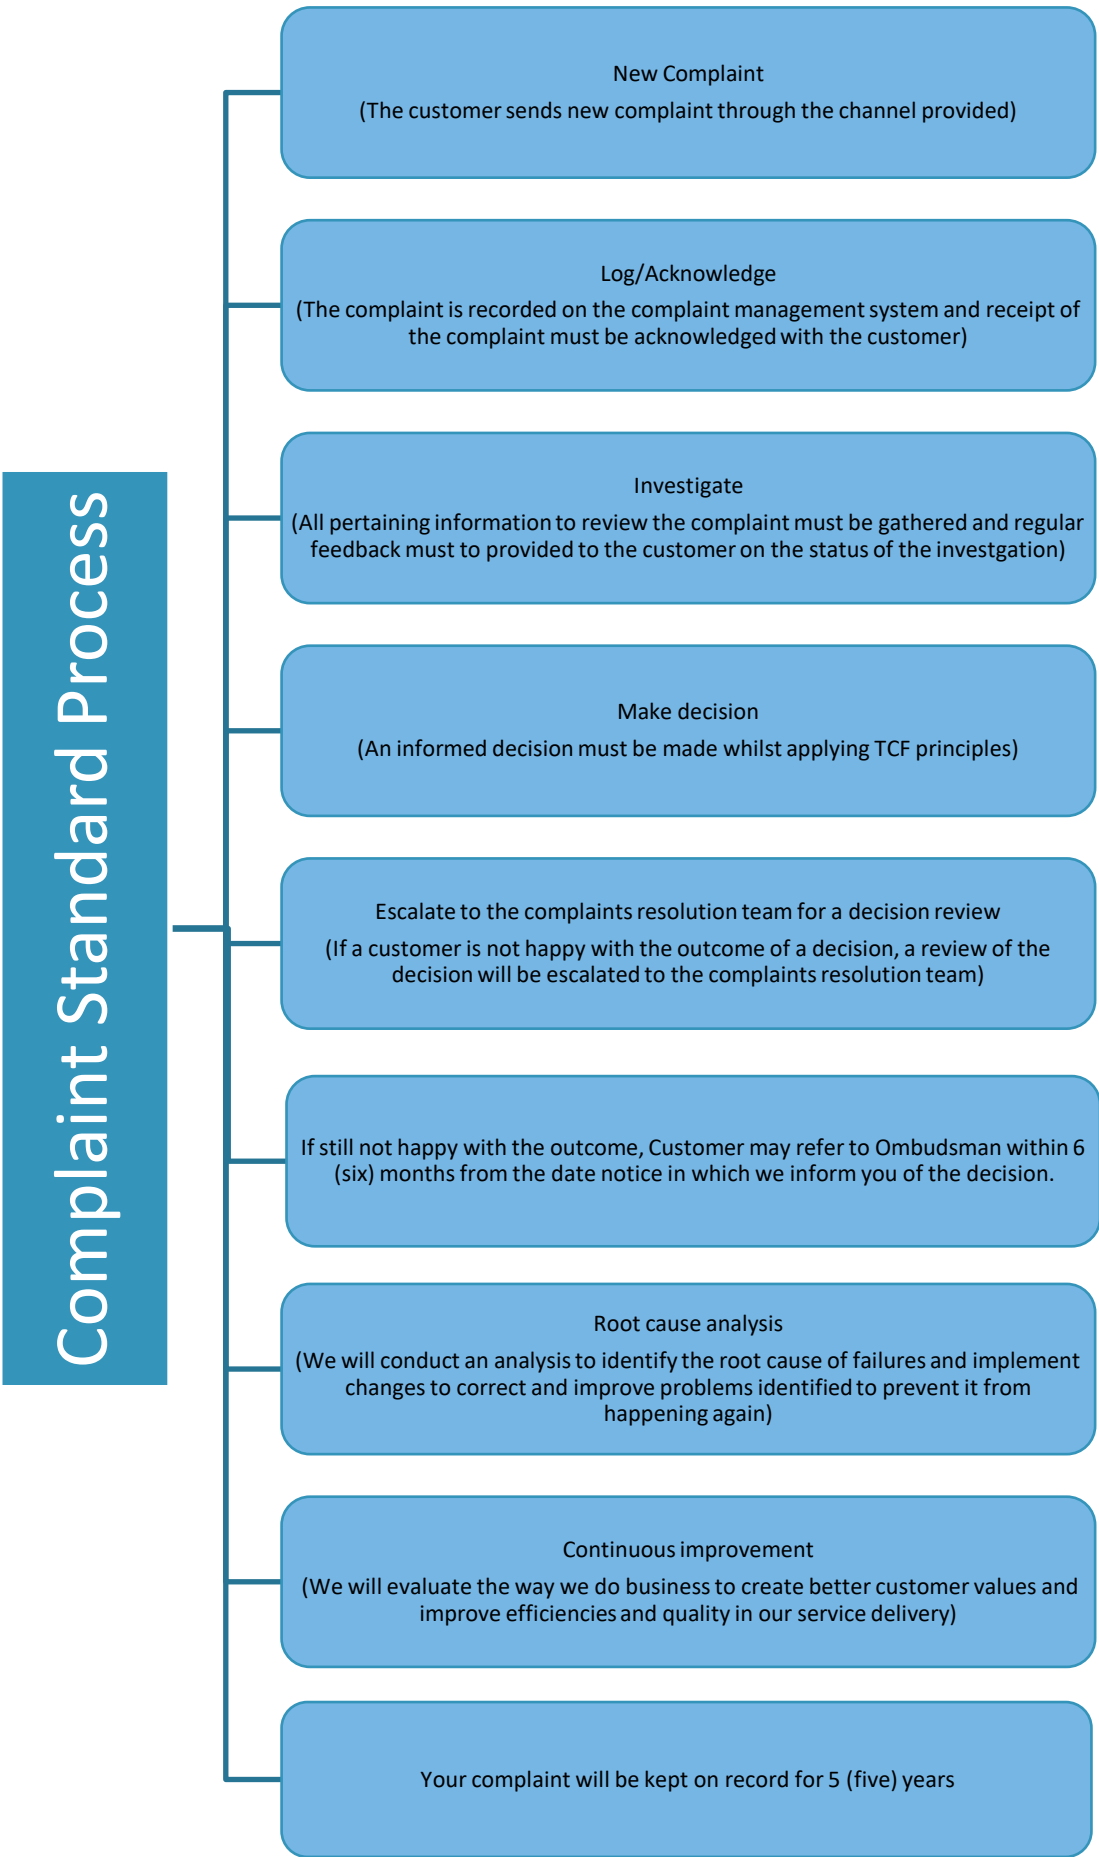 Complaint Standard Process
New Complaint
(The customer sends new complaint through the channel provided)
Log/Acknowledge
(The complaint is recorded on the complaint management system and receipt of
the complaint must be acknowledged with the customer)
Investigate
(All pertaining information to review the complaint must be gathered and regular
feedback must to provided to the customer on the status of the investgation)
Make decision
(An informed decision must be made whilst applying TCF principles)
Escalate to the complaints resolution team for a decision review
(If a customer is not happy with the outcome of a decision, a review of the
decision will be escalated to the complaints resolution team)
If still not happy with the outcome, Customer may refer to Ombudsman within 6
(six) months from the date notice in which we inform you of the decision.
Root cause analysis
(We will conduct an analysis to identify the root cause of failures and implement
changes to correct and improve problems identified to prevent it from
happening again)
Continuous improvement
(We will evaluate the way we do business to create better customer values and
improve efficiencies and quality in our service delivery)
Your complaint will be kept on record for 5 (five) years